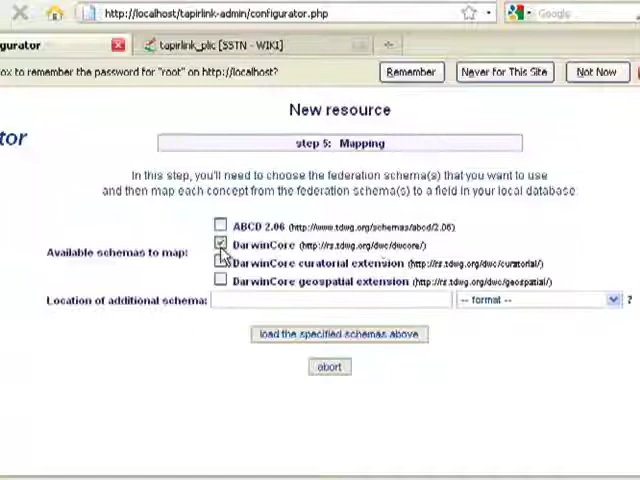 http://localhost/tapirlink-admin/configurator.php
Google
gurator
tapirlink_plic [SSTN - WIKI]
ox to remember the password for "root" on http://localhost?
Remember
Never for This Site
Not Now
New resource
tor
step 5: Mapping
In this step, you'll need to choose the federation schema(s) that you want to use
and then map each concept from the federation schema(s) to a field in your local database
ABCD 2.06 (http://www.tdwg.org/schemas/abcd/2.06)
Available schemas to map:
DarwinCore (http://rs.tdwg.org/dwc/dwcore/)
DarwinCore curatorial extension (http://rs.tdwg.org/dwc/curatorial/)
DarwinCore geospatial extension (http://rs.tdwg.org/dwc/geospatial/)
Location of additional schema:
-- format --
?
load the specified schemas above
abort